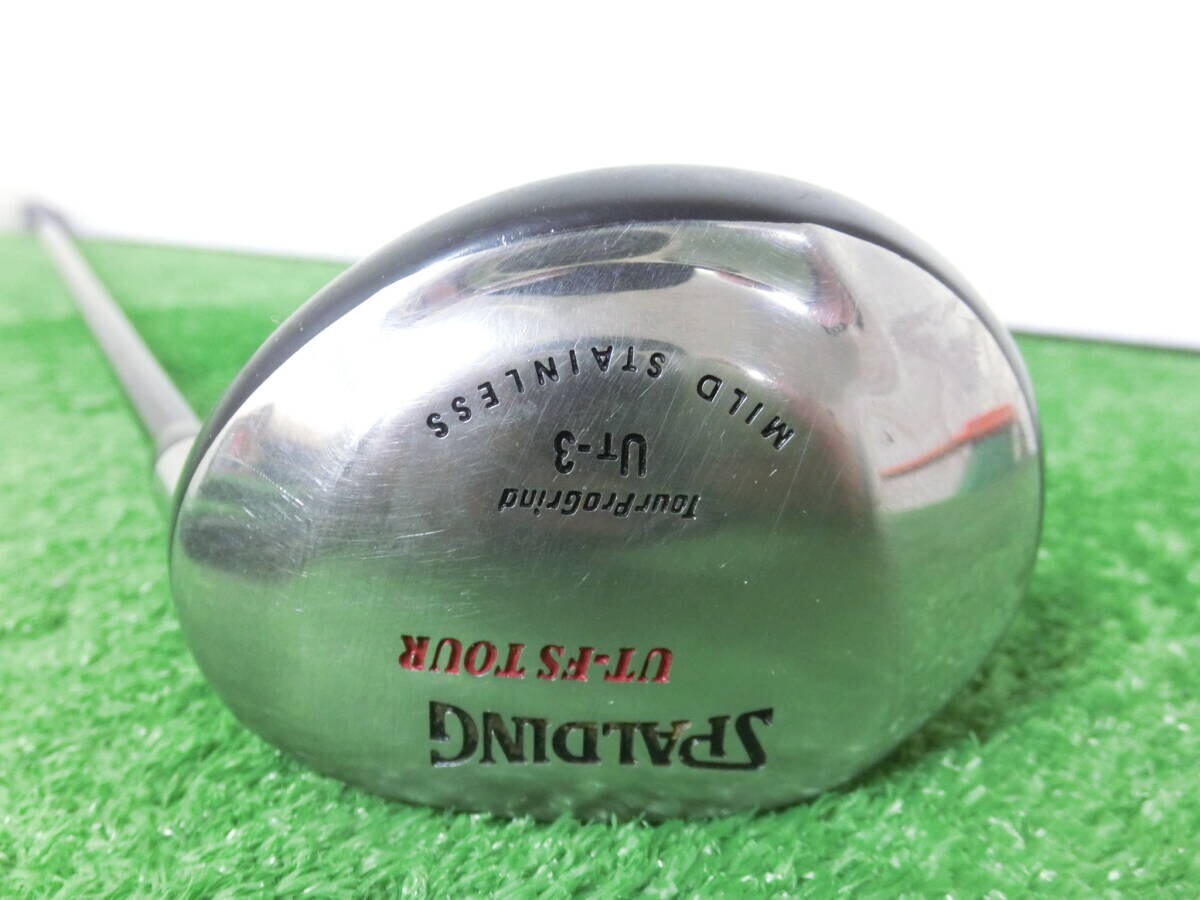 SPALDING
UT-FS TOUR
TourProGrind
UT-3
MILD STAINLESS